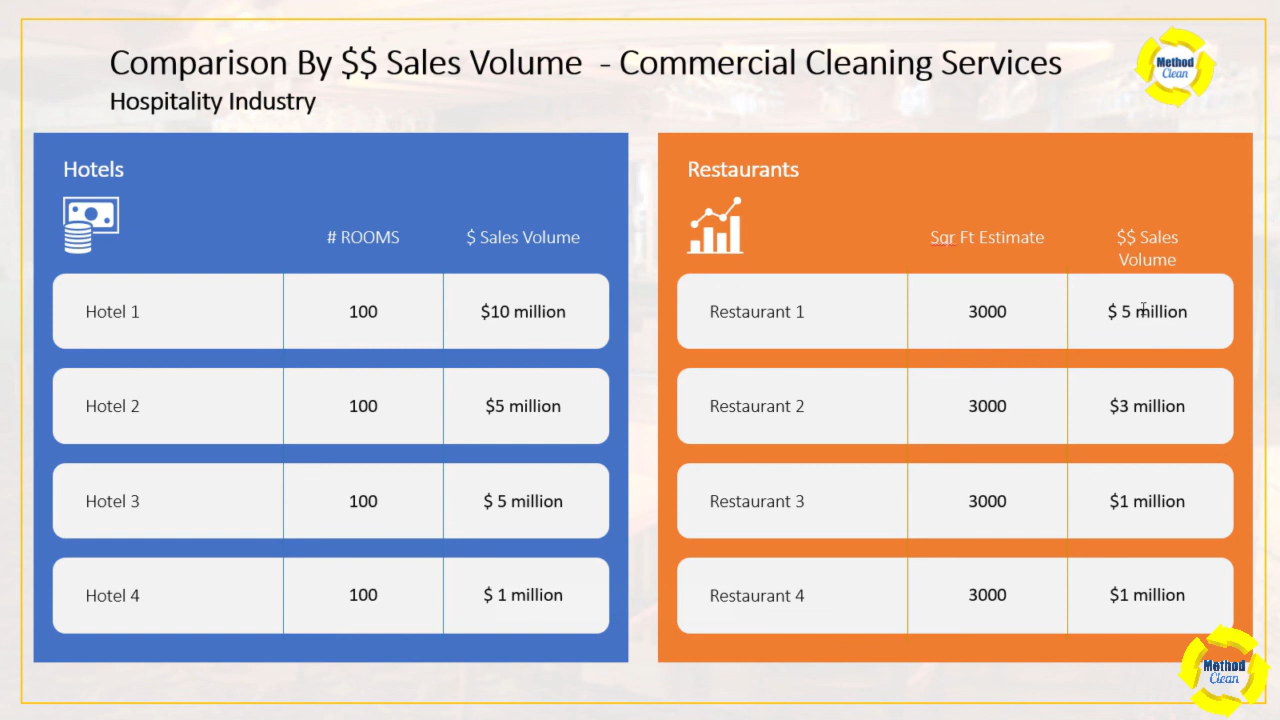 Comparison By $$ Sales Volume - Commercial Cleaning Services
Hospitality Industry
Method
Clean
Hotels
# ROOMS $ Sales Volume
Hotel 1 100 $10 million
Hotel 2 100 $5 million
Hotel 3 100 $ 5 million
Hotel 4 100 $ 1 million
Restaurants
Sqr Ft Estimate $$ Sales
Volume
Restaurant 1 3000 $ 5 million
Restaurant 2 3000 $3 million
Restaurant 3 3000 $1 million
Restaurant 4 3000 $1 million
Method
Clean